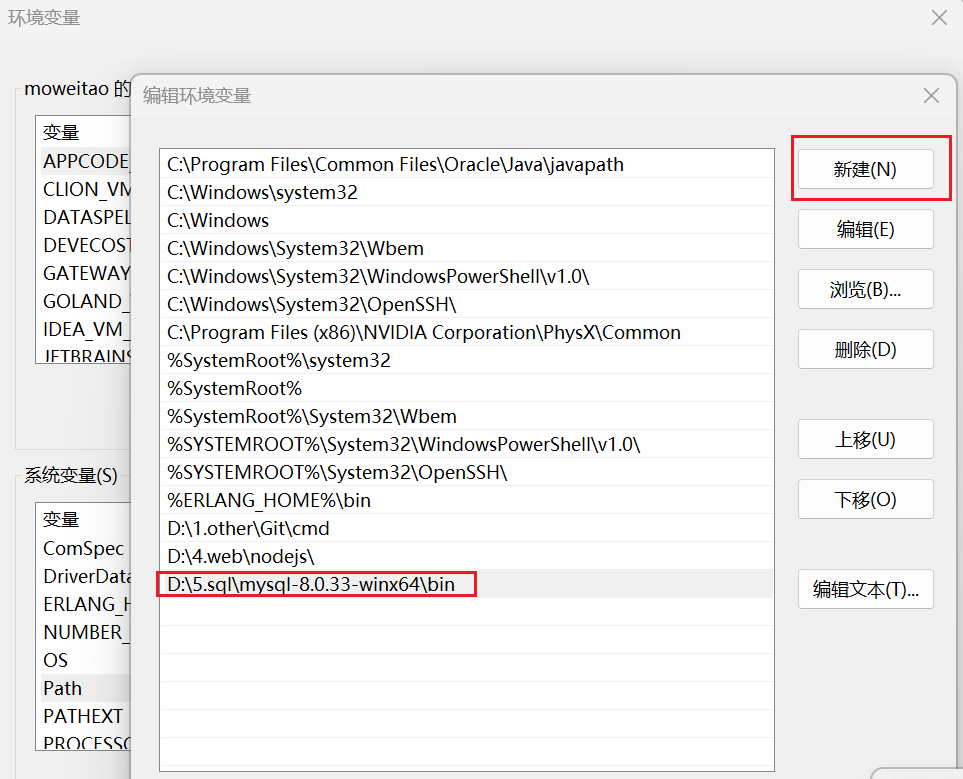 环境变量
moweitao 的
变量
APPCODE_
CLION_VM
DATASPEL
DEVECOST
GATEWAY
GOLAND_
IDEA_VM_
JETBRAINS
系统变量(S)
变量
ComSpec
DriverData
ERLANG_H
NUMBER_
OS
Path
PATHEXT
PROCESSO
编辑环境变量
C:\Program Files\Common Files\Oracle\Java\javapath
C:\Windows\system32
C:\Windows
C:\Windows\System32\Wbem
C:\Windows\System32\WindowsPowerShell\v1.0\
C:\Windows\System32\OpenSSH\
C:\Program Files (x86)\NVIDIA Corporation\PhysX\Common
%SystemRoot%\system32
%SystemRoot%
%SystemRoot%\System32\Wbem
%SYSTEMROOT%\System32\WindowsPowerShell\v1.0\
%SYSTEMROOT%\System32\OpenSSH\
%ERLANG_HOME%\bin
D:\1.other\Git\cmd
D:\4.web\nodejs\
D:\5.sql\mysql-8.0.33-winx64\bin
新建(N)
编辑(E)
浏览(B)...
删除(D)
上移(U)
下移(O)
编辑文本(T)...